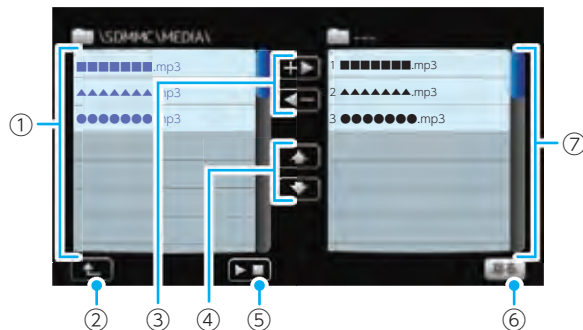 \SDMMC\MEDIA\
---
■■■■■■■.mp3
▲▲▲▲▲▲▲.mp3
●●●●●●●.mp3
1 ■■■■■■■.mp3
2 ▲▲▲▲▲▲▲.mp3
3 ●●●●●●●.mp3
①
②
③
④
⑤
⑥
⑦